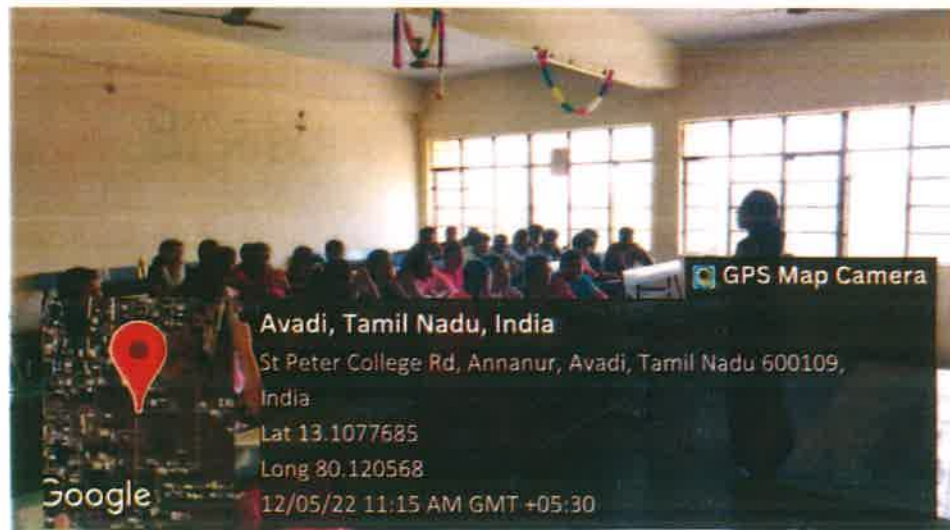 GPS Map Camera
Avadi, Tamil Nadu, India
St Peter College Rd, Annanur, Avadi, Tamil Nadu 600109,
India
Lat 13.1077685
Long 80.120568
12/05/22 11:15 AM GMT +05:30
Google